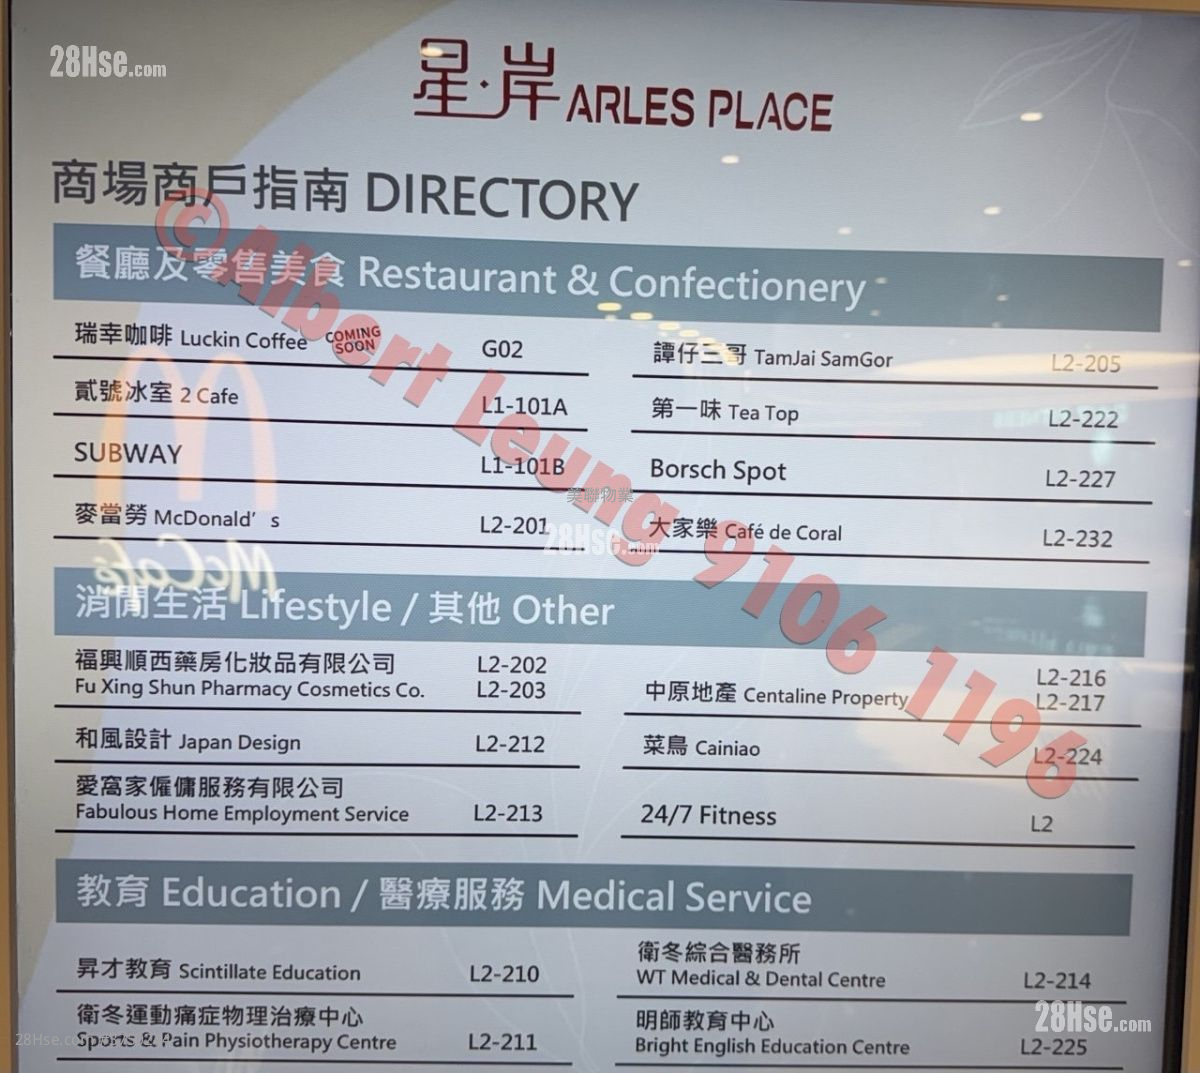 28Hse.com
星·岸 ARLES PLACE
商場商戶指南 DIRECTORY
餐廳及零售美食 Restaurant & Confectionery
瑞幸咖啡 Luckin Coffee COMING SOON G02
譚仔三哥 TamJai SamGor L2-205
貳號冰室 2 Cafe L1-101A
第一味 Tea Top L2-222
SUBWAY L1-101B
Borsch Spot L2-227
美聯物業
麥當勞 McDonald's L2-201
28Hse.com
大家樂 Café de Coral L2-232
McCafé
©Albert Leung 9106 1196
消閒生活 Lifestyle / 其他 Other
福興順西藥房化妝品有限公司 L2-202
Fu Xing Shun Pharmacy Cosmetics Co. L2-203
中原地產 Centaline Property L2-216
L2-217
和風設計 Japan Design L2-212
菜鳥 Cainiao L2-224
愛窩家僱傭服務有限公司
Fabulous Home Employment Service L2-213
24/7 Fitness L2
教育 Education / 醫療服務 Medical Service
昇才教育 Scintillate Education L2-210
衛冬綜合醫務所
WT Medical & Dental Centre L2-214
衛冬運動痛症物理治療中心
Sports & Pain Physiotherapy Centre L2-211
明師教育中心
Bright English Education Centre L2-225
28Hse.com
28Hse.com